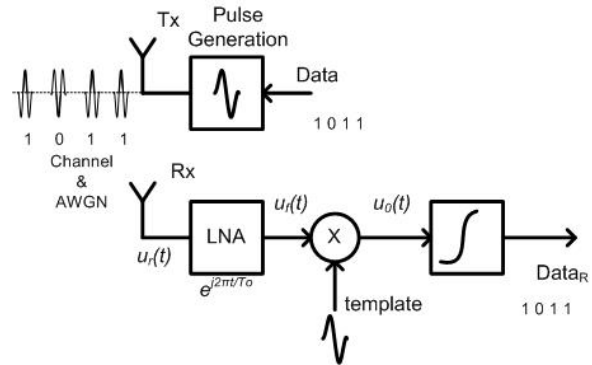 Tx
Pulse
Generation
Data
1 0 1 1
1 0 1 1
Channel
&
AWGN
Rx
u_r(t)
LNA
e^{j2πt/To}
u_f(t)
X
u_0(t)
template
Data_R
1 0 1 1